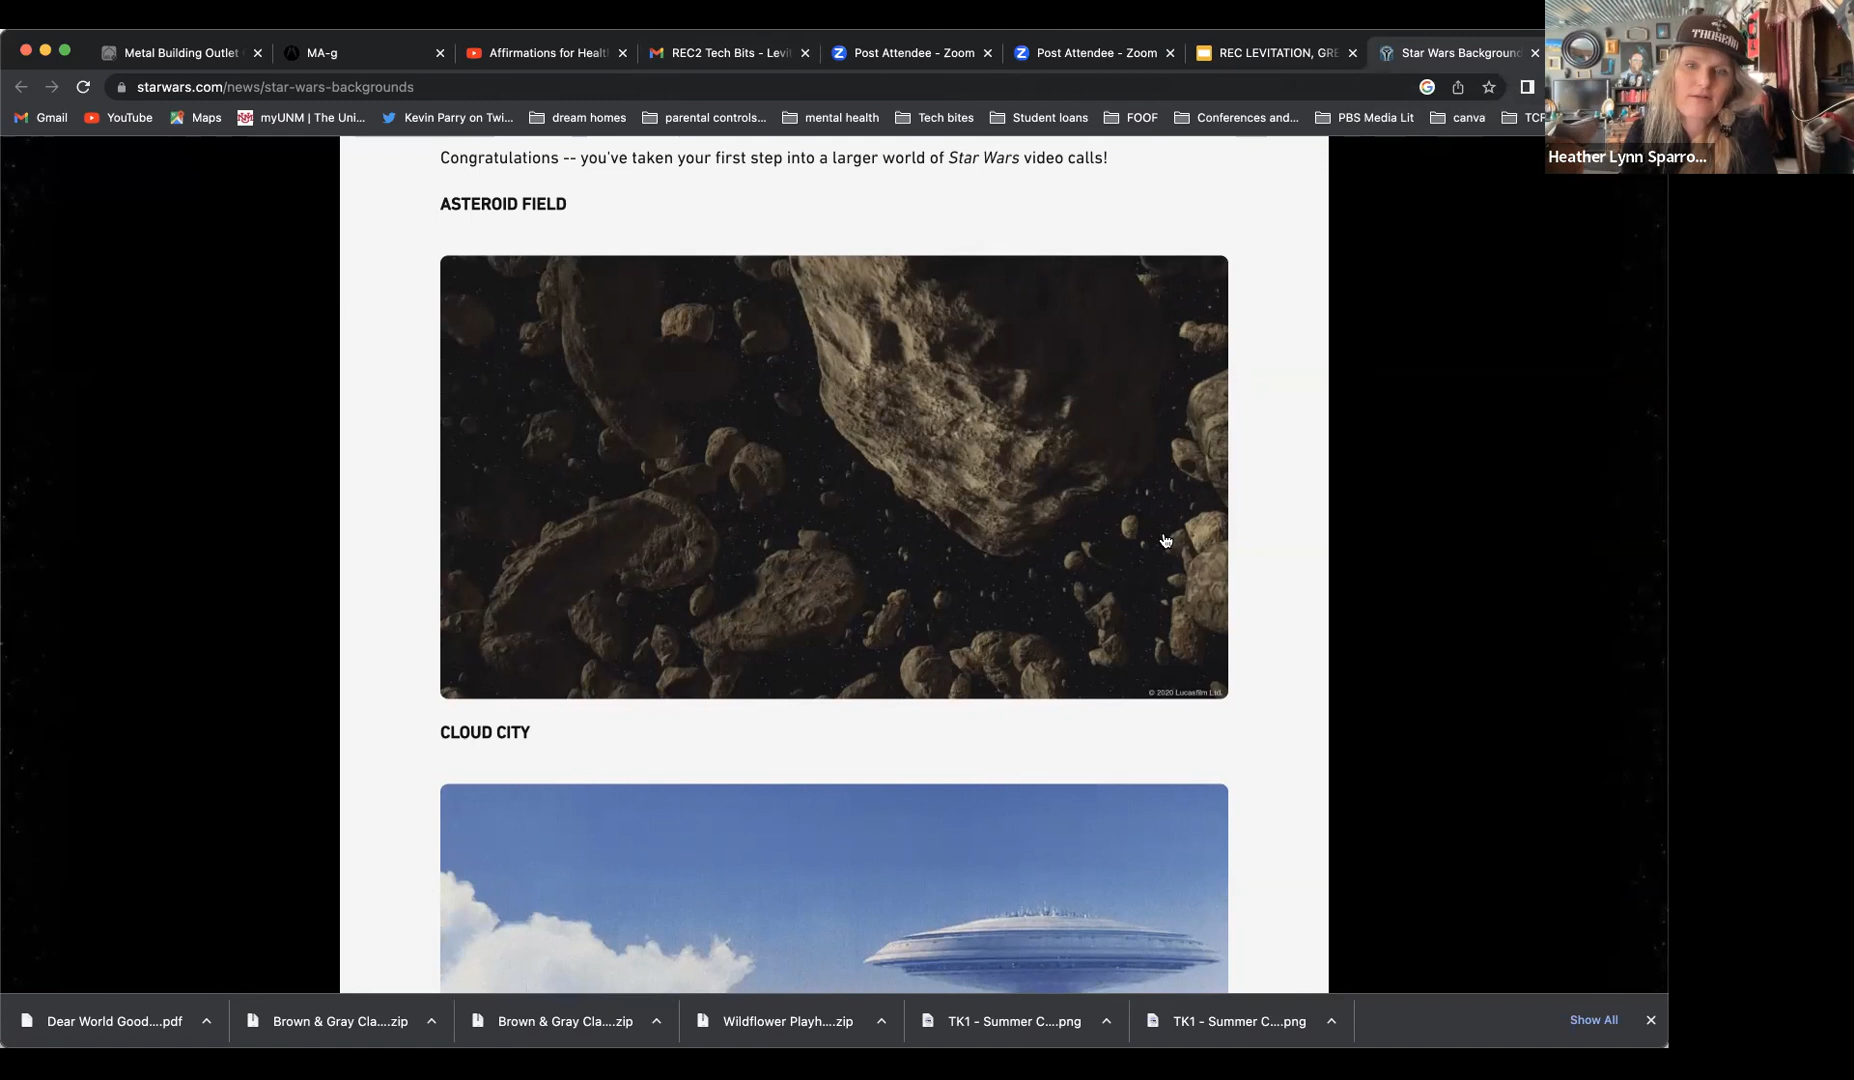 Metal Building Outlet
MA-g
Affirmations for Healt
REC2 Tech Bits - Levit
Post Attendee - Zoom
Post Attendee - Zoom
REC LEVITATION, GRE
Star Wars Background
starwars.com/news/star-wars-backgrounds
Gmail
YouTube
Maps
myUNM | The Uni...
Kevin Parry on Twi...
dream homes
parental controls...
mental health
Tech bites
Student loans
FOOF
Conferences and...
PBS Media Lit
canva
TCF
THOREAU
Heather Lynn Sparro...
Congratulations -- you've taken your first step into a larger world of Star Wars video calls!
ASTEROID FIELD
© 2020 Lucasfilm Ltd.
CLOUD CITY
Dear World Good....pdf
Brown & Gray Cla....zip
Brown & Gray Cla....zip
Wildflower Playh....zip
TK1 - Summer C....png
TK1 - Summer C....png
Show All